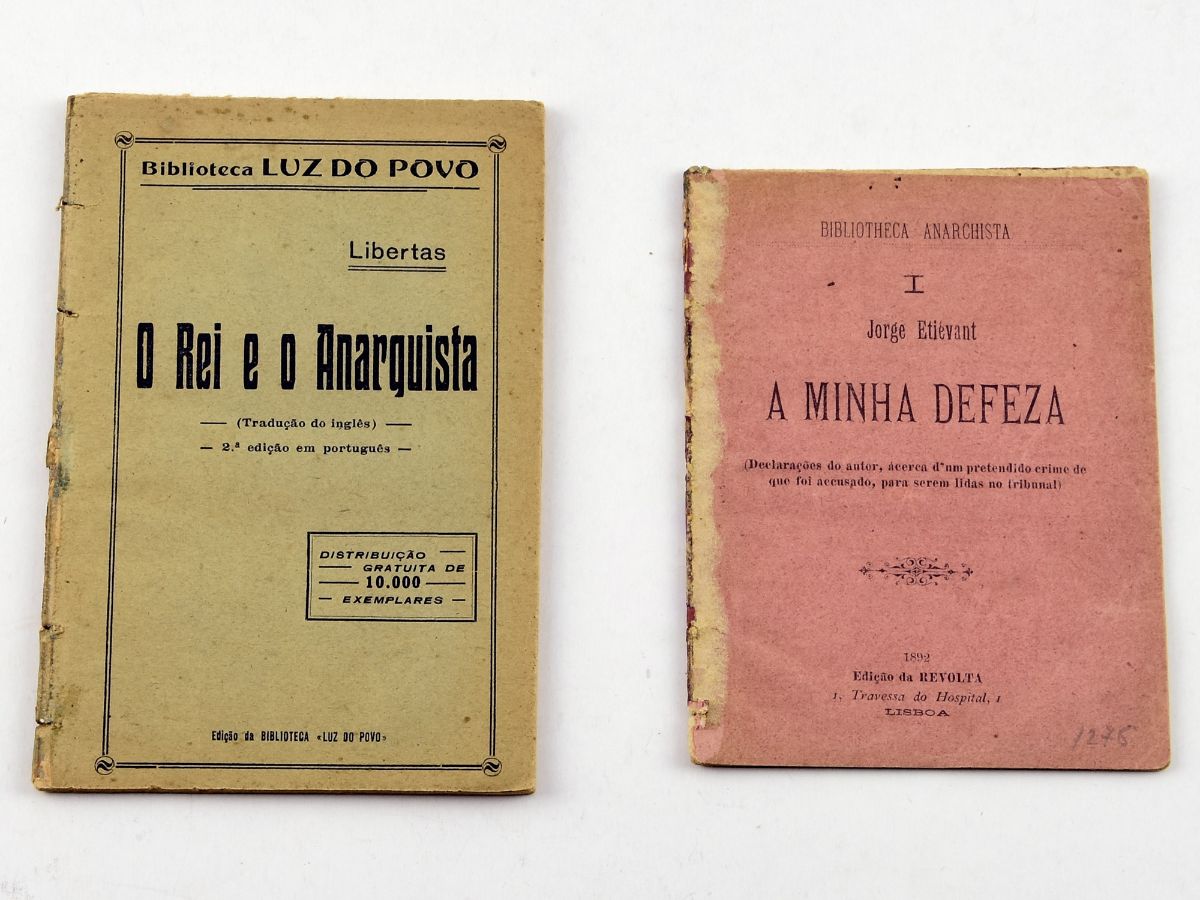 Biblioteca LUZ DO POVO
Libertas
O Rei e o Anarquista
(Tradução do inglês)
2.ª edição em português
DISTRIBUIÇÃO
GRATUITA DE
10.000
EXEMPLARES
Edição da BIBLIOTECA «LUZ DO POVO»
BIBLIOTHECA ANARCHISTA
I
Jorge Etiévant
A MINHA DEFEZA
(Declarações do autor, ácerca d'um pretendido crime de
que foi accusado, para serem lidas no tribunal)
1892
Edição da REVOLTA
1, Travessa do Hospital, 1
LISBOA
1275